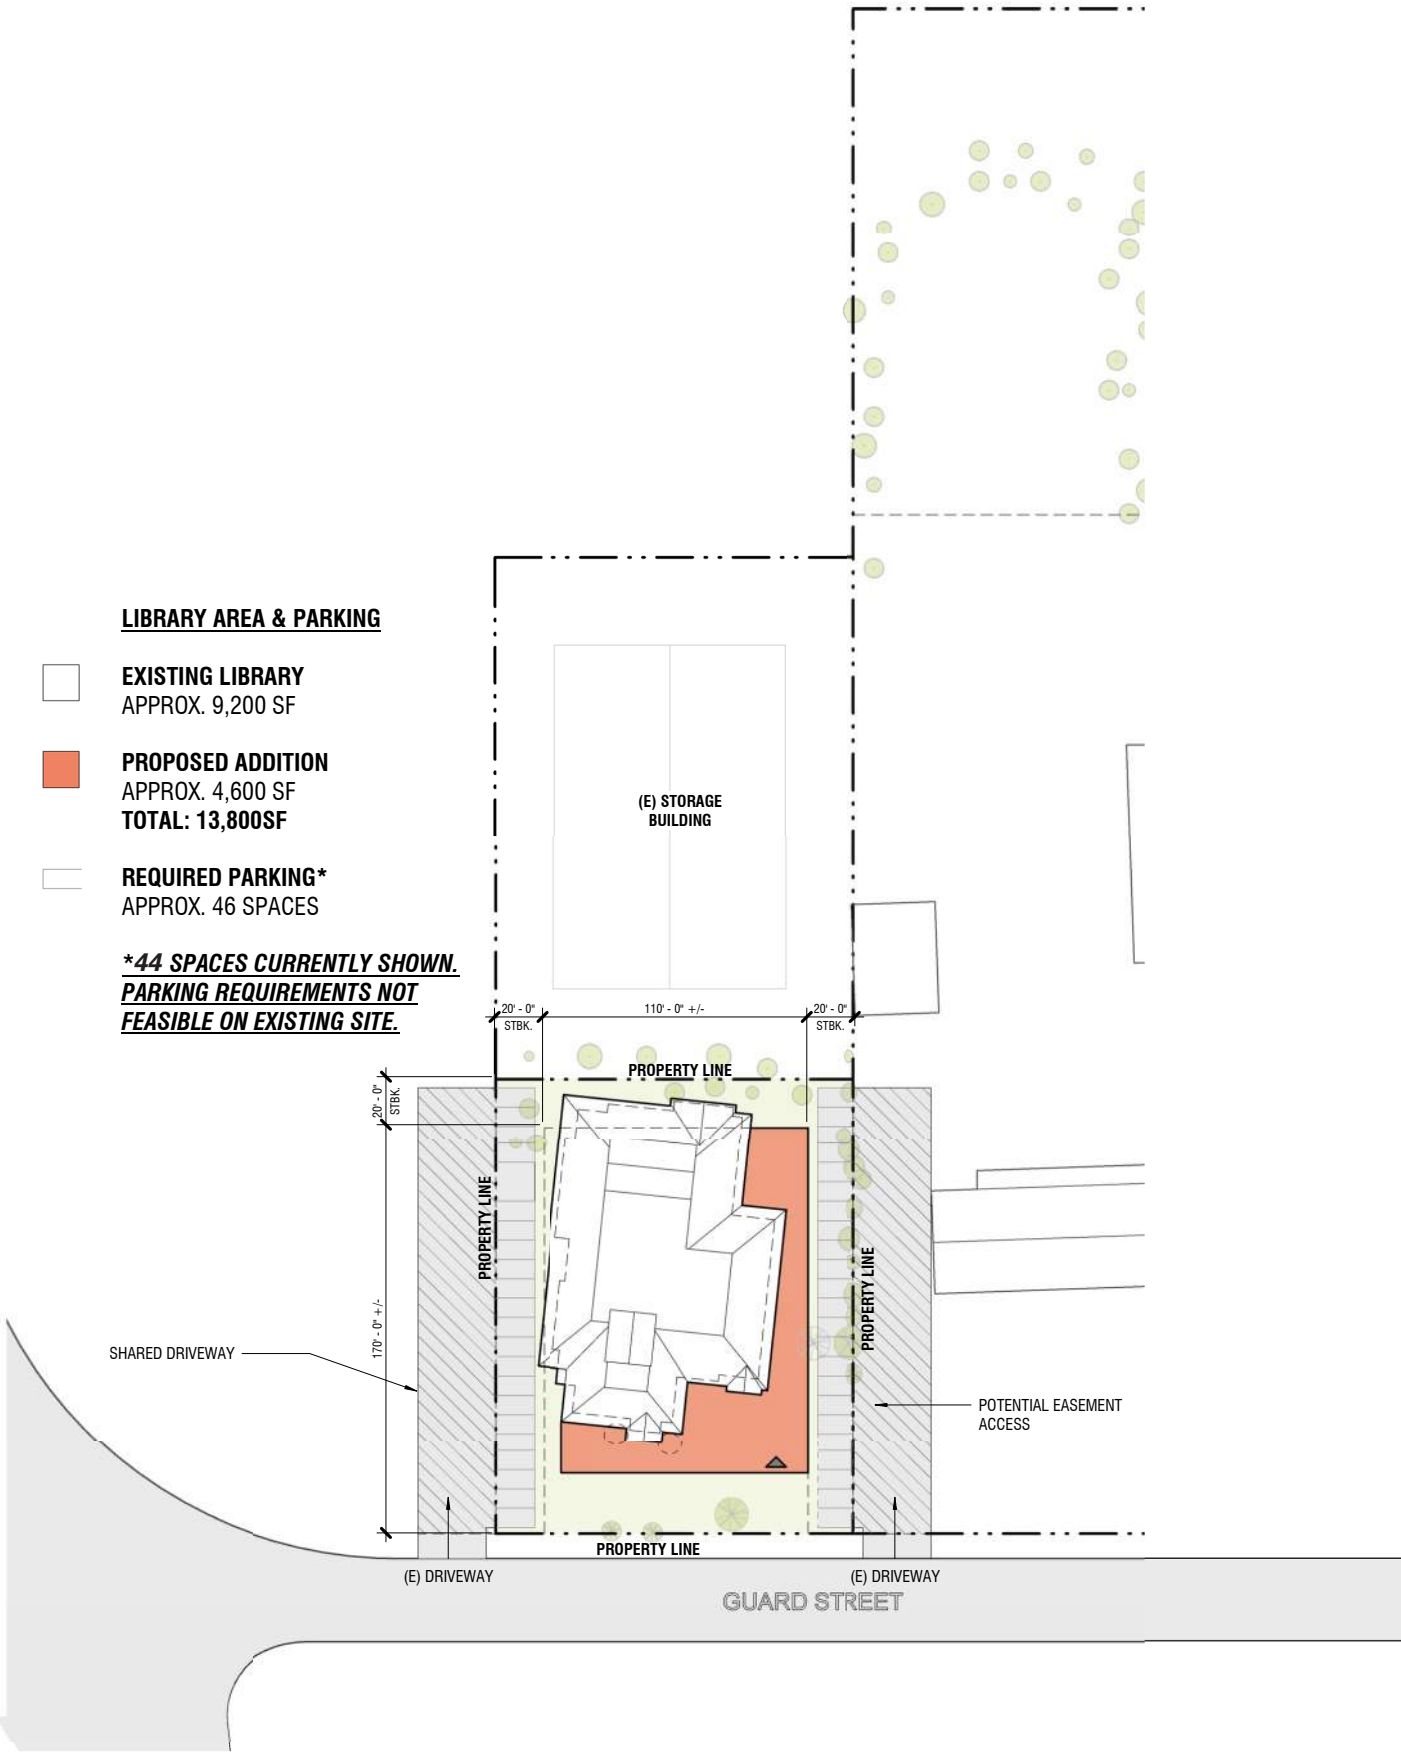 LIBRARY AREA & PARKING
EXISTING LIBRARY
APPROX. 9,200 SF
PROPOSED ADDITION
APPROX. 4,600 SF
TOTAL: 13,800SF
REQUIRED PARKING*
APPROX. 46 SPACES
*44 SPACES CURRENTLY SHOWN.
PARKING REQUIREMENTS NOT
FEASIBLE ON EXISTING SITE.
(E) STORAGE
BUILDING
20' - 0"
STBK.
110' - 0" +/-
20' - 0"
STBK.
PROPERTY LINE
20' - 0"
STBK.
170' - 0" +/-
PROPERTY LINE
PROPERTY LINE
SHARED DRIVEWAY
POTENTIAL EASEMENT
ACCESS
PROPERTY LINE
(E) DRIVEWAY
(E) DRIVEWAY
GUARD STREET